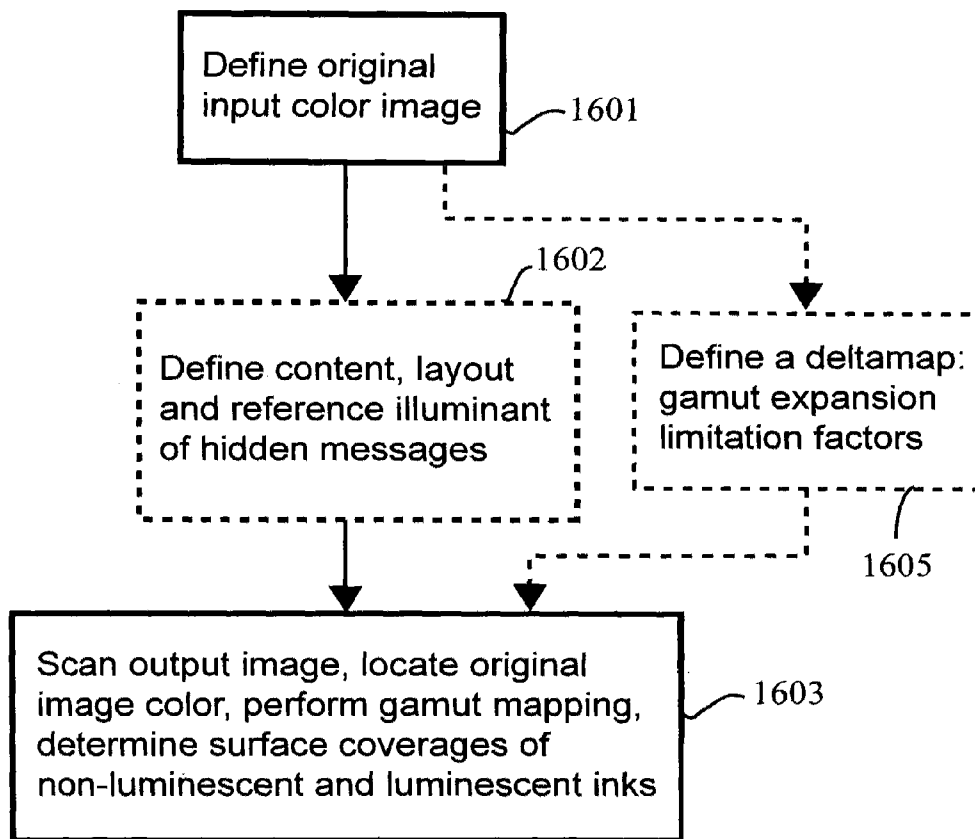 Define original
input color image
1601
1602
Define content, layout
and reference illuminant
of hidden messages
Define a deltamap:
gamut expansion
limitation factors
1605
Scan output image, locate original
image color, perform gamut mapping,
determine surface coverages of
non-luminescent and luminescent inks
1603